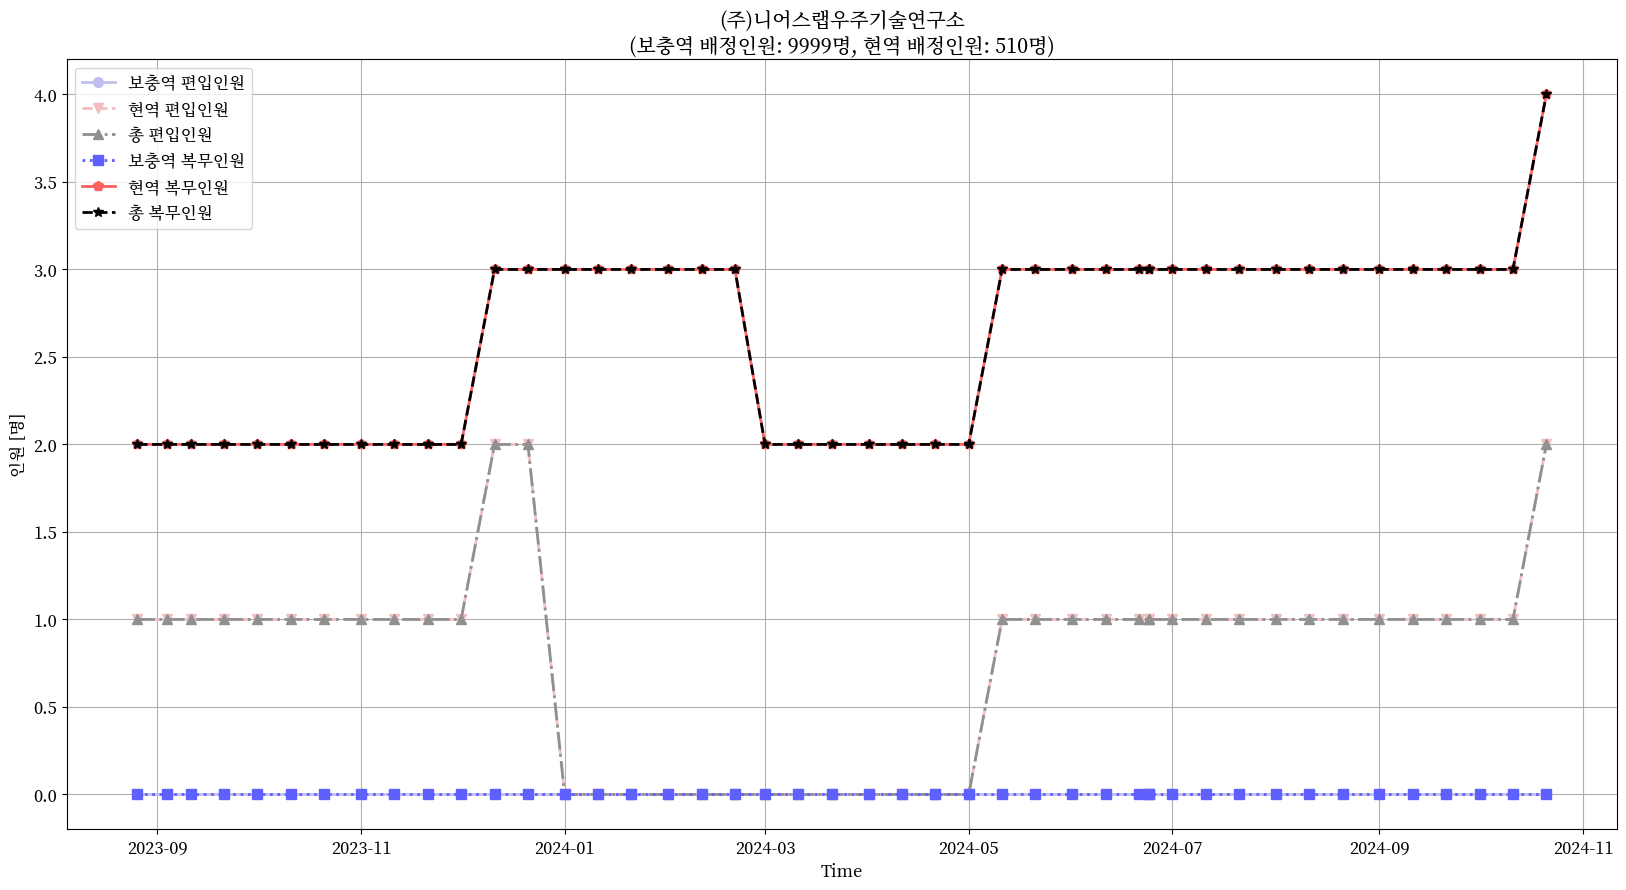 (주)니어스랩우주기술연구소
(보충역 배정인원: 9999명, 현역 배정인원: 510명)
보충역 편입인원
현역 편입인원
총 편입인원
보충역 복무인원
현역 복무인원
총 복무인원
4.0
3.5
3.0
2.5
2.0
1.5
1.0
0.5
0.0
인원 [명]
2023-09
2023-11
2024-01
2024-03
2024-05
2024-07
2024-09
2024-11
Time